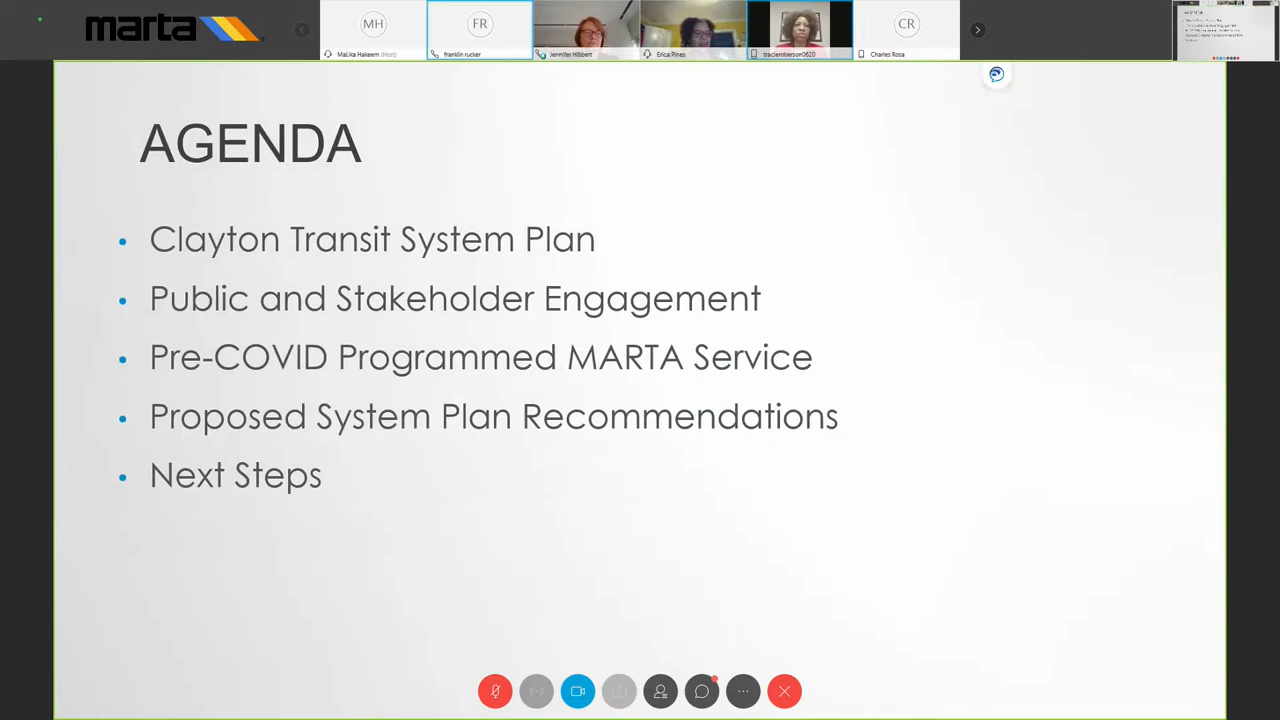 marta
MH
FR
CR
Malika Hakeem (Host)
franklin rucker
Jennifer Hibbert
Erica Pines
tracieroberson0620
Charles Rosa
AGENDA
• Clayton Transit System Plan
• Public and Stakeholder Engagement
• Pre-COVID Programmed MARTA Service
• Proposed System Plan Recommendations
• Next Steps